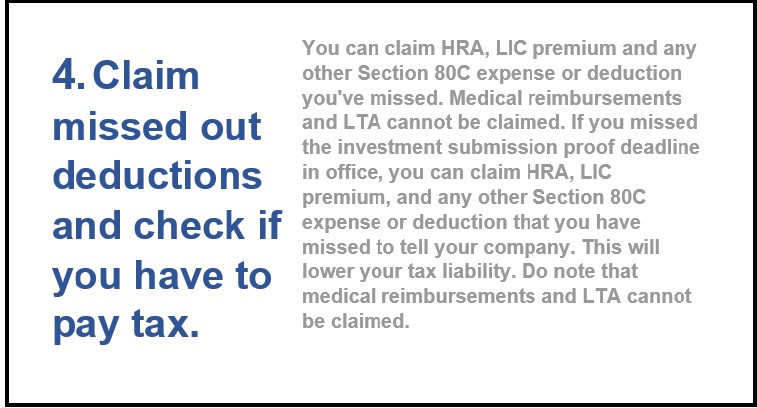 4. Claim
missed out
deductions
and check if
you have to
pay tax.
You can claim HRA, LIC premium and any
other Section 80C expense or deduction
you've missed. Medical reimbursements
and LTA cannot be claimed. If you missed
the investment submission proof deadline
in office, you can claim HRA, LIC
premium, and any other Section 80C
expense or deduction that you have
missed to tell your company. This will
lower your tax liability. Do note that
medical reimbursements and LTA cannot
be claimed.